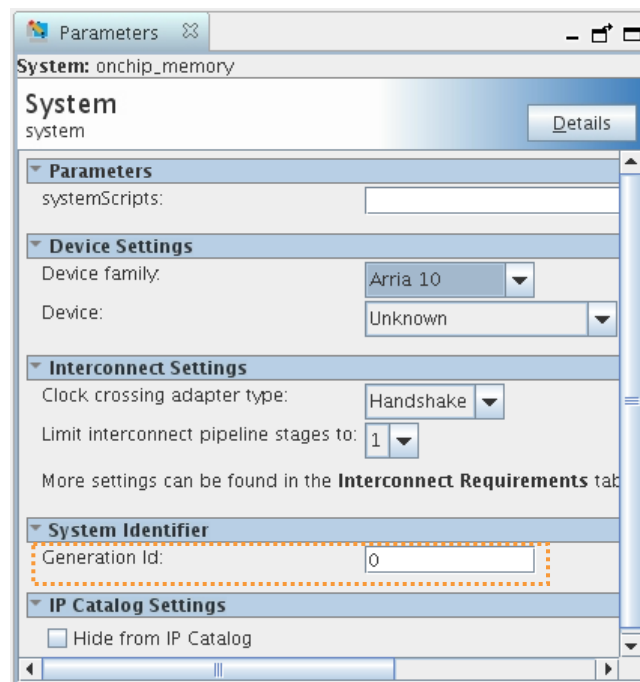 Parameters
System: onchip_memory
System
system
Details
Parameters
systemScripts:
Device Settings
Device family: Arria 10
Device: Unknown
Interconnect Settings
Clock crossing adapter type: Handshake
Limit interconnect pipeline stages to: 1
More settings can be found in the Interconnect Requirements tab
System Identifier
Generation Id: 0
IP Catalog Settings
Hide from IP Catalog